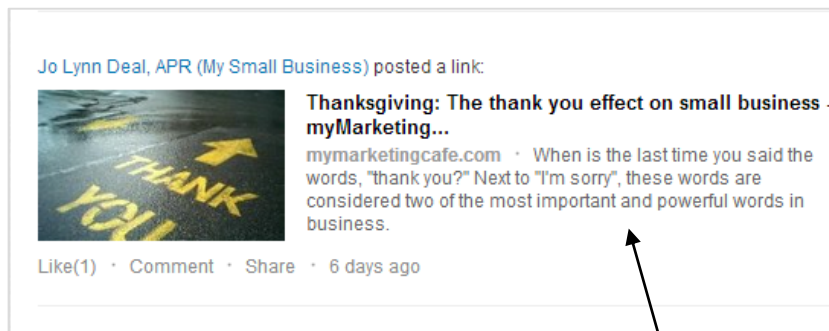 Jo Lynn Deal, APR (My Small Business) posted a link:
Thanksgiving: The thank you effect on small business -
myMarketing...
mymarketingcafe.com · When is the last time you said the
words, "thank you?" Next to "I'm sorry", these words are
considered two of the most important and powerful words in
business.
THANK
YOU
Like(1) · Comment · Share · 6 days ago